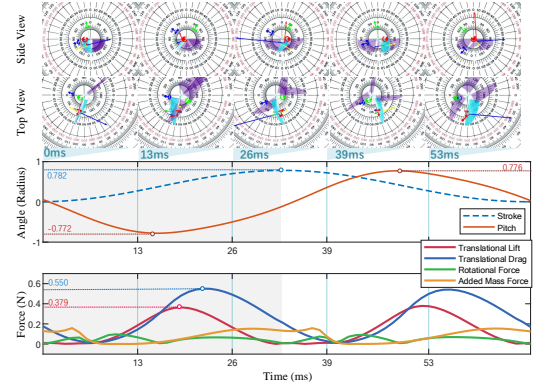 Side View
Top View
0ms 13ms 26ms 39ms 53ms
1
0.782
0.776
Angle (Radius)
0
Stroke
Pitch
-0.772
-1
13 26 39
Translational Lift
Translational Drag
Rotational Force
Added Mass Force
0.6
0.550
0.4
0.379
Force (N)
0.2
0
13 26 39 53
Time (ms)